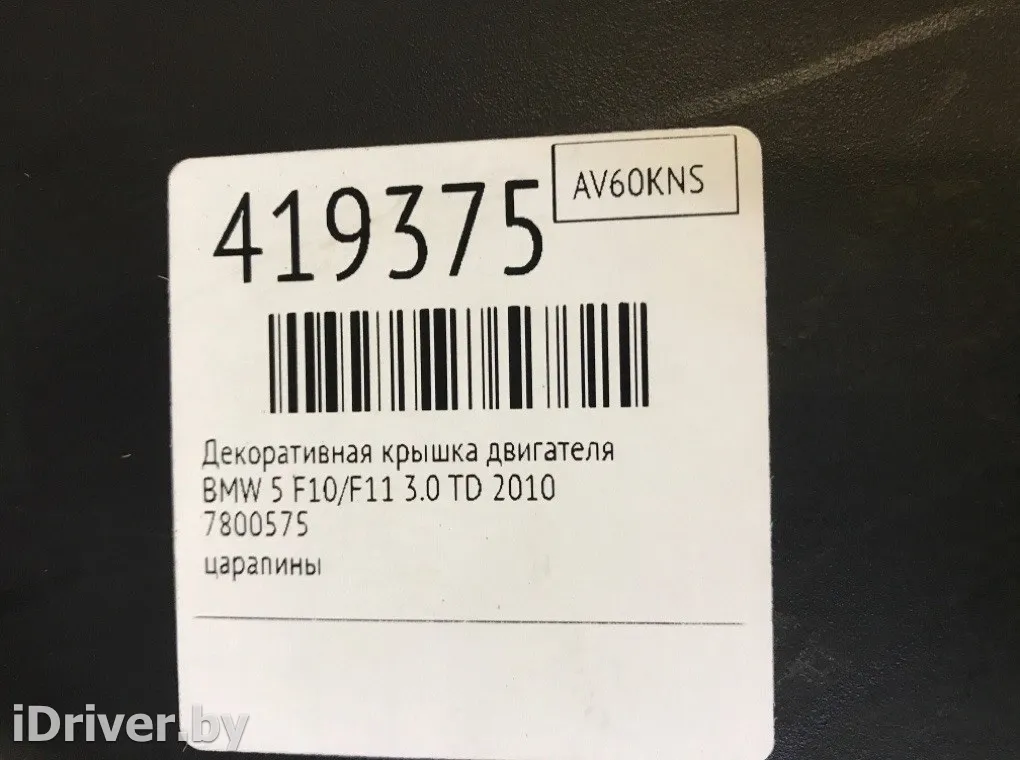 419375
AV60KNS
Декоративная крышка двигателя
BMW 5 F10/F11 3.0 TD 2010
7800575
царапины
iDriver.by